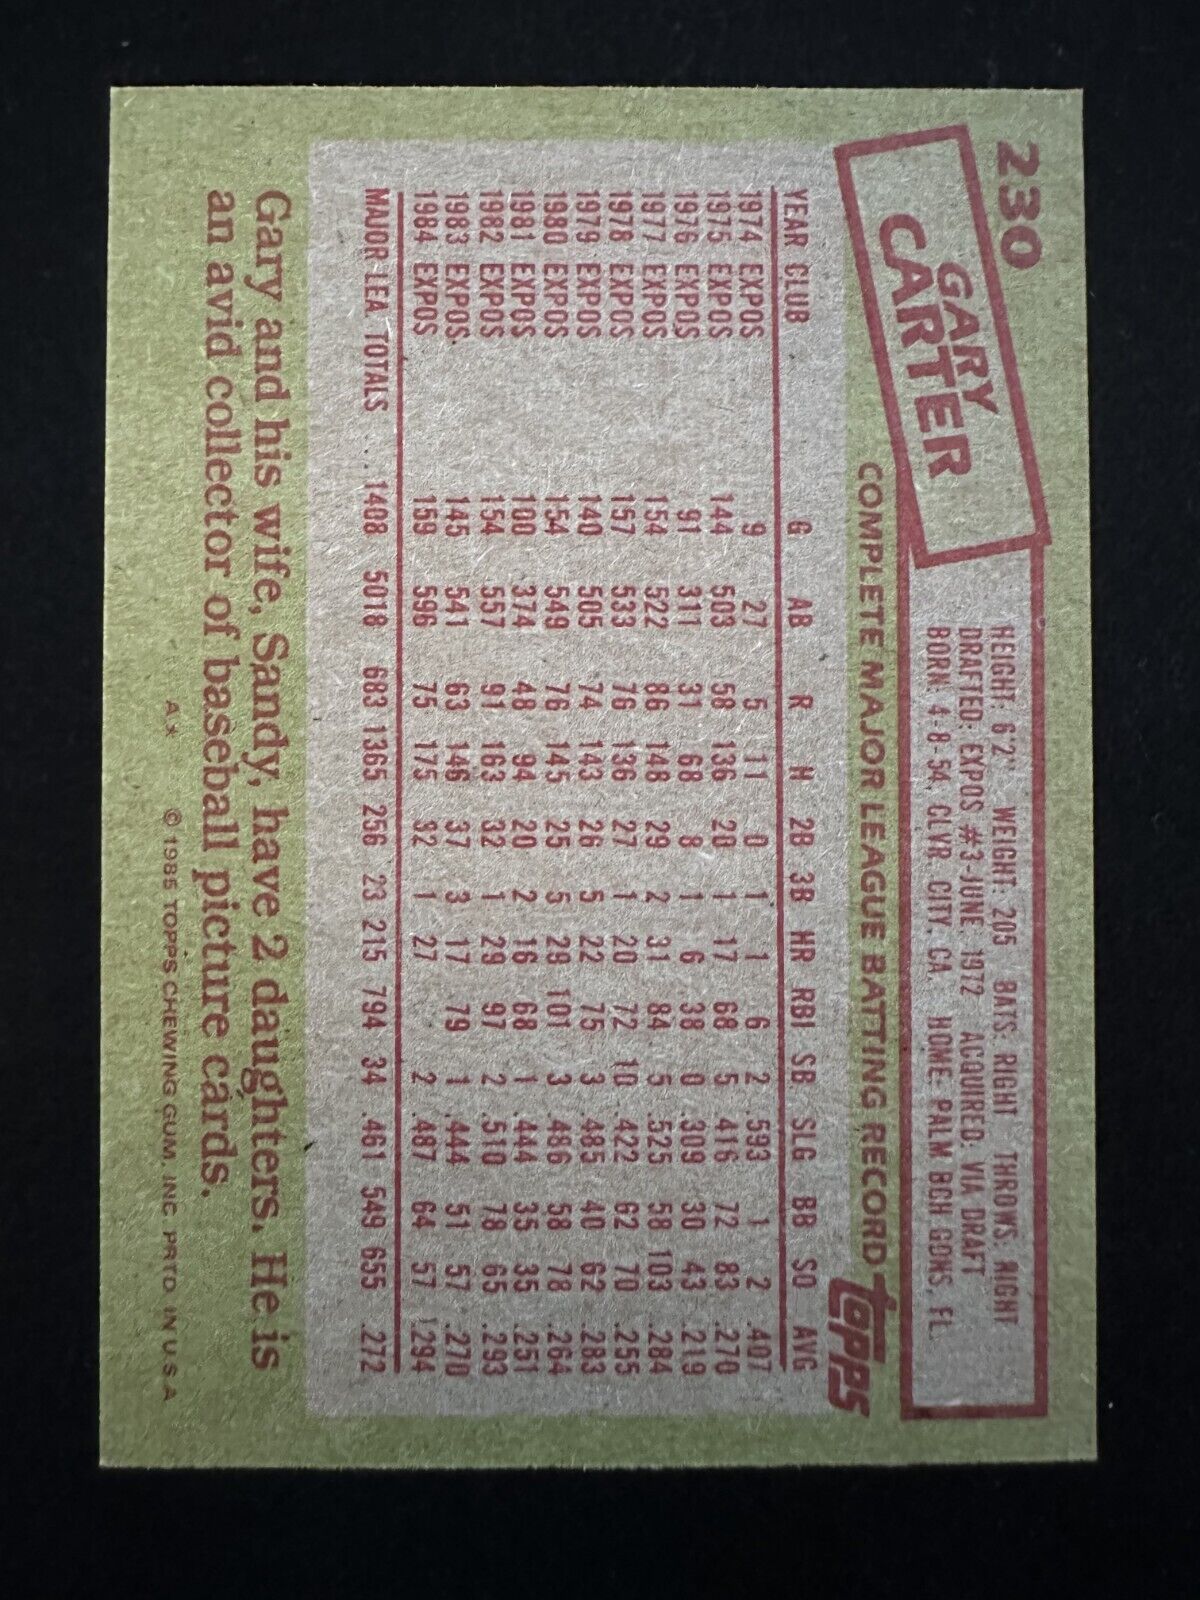 230
GARY
CARTER
HEIGHT: 6'2" WEIGHT: 205 BATS: RIGHT THROWS: RIGHT
DRAFTED: EXPOS #3-JUNE, 1972 ACQUIRED: VIA DRAFT
BORN: 4-8-54, CLVR CITY, CA. HOME: PALM BCH GDNS, FL.
COMPLETE MAJOR LEAGUE BATTING RECORD
topps
YEAR CLUB G AB R H 2B 3B HR RBI SB SLG BB SO AVG
1974 EXPOS 9 27 5 11 0 1 1 6 2 .593 1 2 .407
1975 EXPOS 144 503 58 136 20 1 17 68 5 .416 72 83 .270
1976 EXPOS 91 311 31 68 8 1 6 38 0 .309 30 43 .219
1977 EXPOS 154 522 86 148 29 2 31 84 5 .525 58 103 .284
1978 EXPOS 157 533 76 136 27 1 20 72 10 .422 62 70 .255
1979 EXPOS 140 505 74 143 26 5 22 75 3 .485 40 62 .283
1980 EXPOS 154 549 76 145 25 5 29 101 3 .486 58 78 .264
1981 EXPOS 100 374 48 94 20 2 16 68 1 .444 35 35 .251
1982 EXPOS 154 557 91 163 32 1 29 97 2 .510 78 65 .293
1983 EXPOS 145 541 63 146 37 3 17 79 1 .444 51 57 .270
1984 EXPOS 159 596 75 175 32 1 27 2 .487 64 57 .294
MAJOR LEA TOTALS 1408 5018 683 1365 256 23 215 794 34 .461 549 655 .272
Gary and his wife, Sandy, have 2 daughters. He is
an avid collector of baseball picture cards.
A* © 1985 TOPPS CHEWING GUM, INC. PRTD. IN U.S.A.